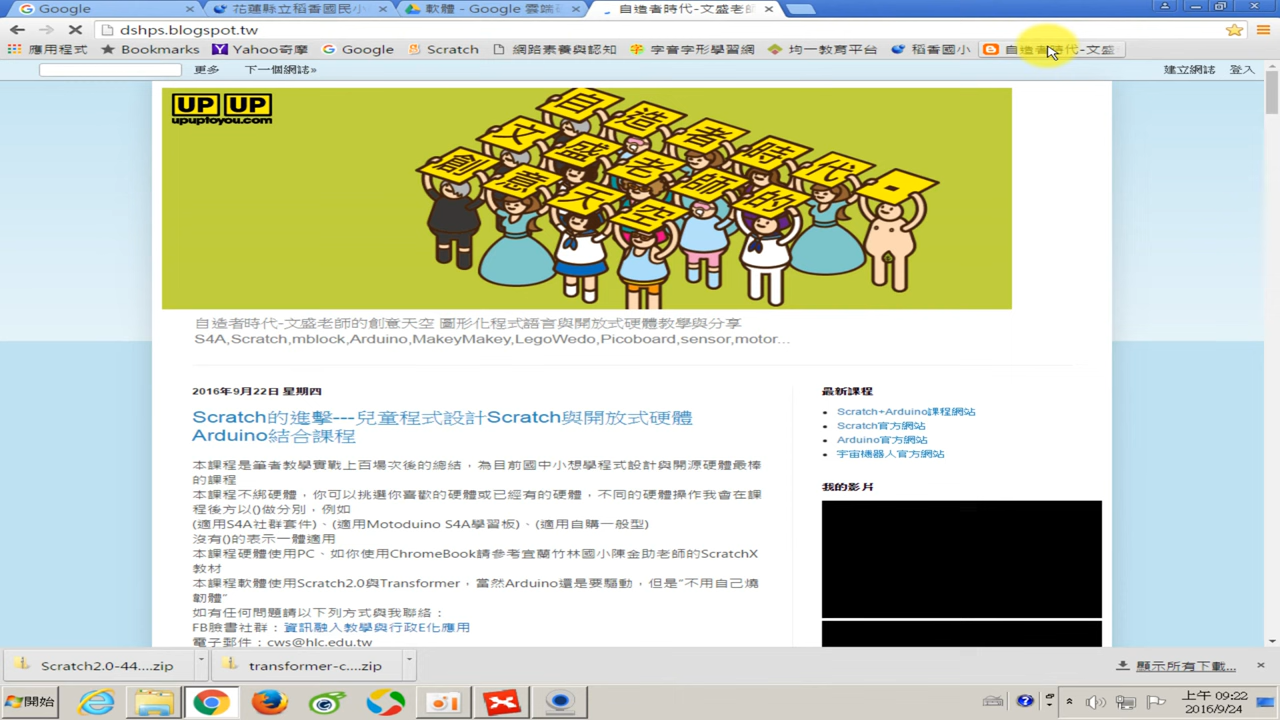 Google
花蓮縣立稻香國民小
軟體 - Google 雲端
自造者時代-文盛老師
dshps.blogspot.tw
應用程式 Bookmarks Yahoo奇摩 Google Scratch 網路素養與認知 字音字形學習網 均一教育平台 稻香國小 自造者時代-文盛
更多 下一個網誌» 建立網誌 登入
UP UP
upuptoyou.com
自造者時代-
文盛老師的
創意天空
自造者時代-文盛老師的創意天空 圖形化程式語言與開放式硬體教學與分享
S4A,Scratch,mblock,Arduino,MakeyMakey,LegoWedo,Picoboard,sensor,motor...
2016年9月22日 星期四
Scratch的進擊---兒童程式設計Scratch與開放式硬體
Arduino結合課程
本課程是筆者教學實戰上百場次後的總結，為目前國中小想學程式設計與開源硬體最棒
的課程
本課程不綁硬體，你可以挑選你喜歡的硬體或已經有的硬體，不同的硬體操作我會在課
程後方以()做分別，例如
(適用S4A社群套件)、(適用Motoduino S4A學習板)、(適用自購一般型)
沒有()的表示一體適用
本課程硬體使用PC、如你使用ChromeBook請參考宜蘭竹林國小陳金助老師的ScratchX
教材
本課程軟體使用Scratch2.0與Transformer，當然Arduino還是要驅動，但是"不用自己燒
韌體"
如有任何問題請以下列方式與我聯絡：
FB臉書社群：資訊融入教學與行政E化應用
電子郵件：cws@hlc.edu.tw
最新課程
Scratch+Arduino課程網站
Scratch官方網站
Arduino官方網站
宇宙機器人官方網站
我的影片
Scratch2.0-44....zip
transformer-c....zip
顯示所有下載...
開始
上午 09:22
2016/9/24